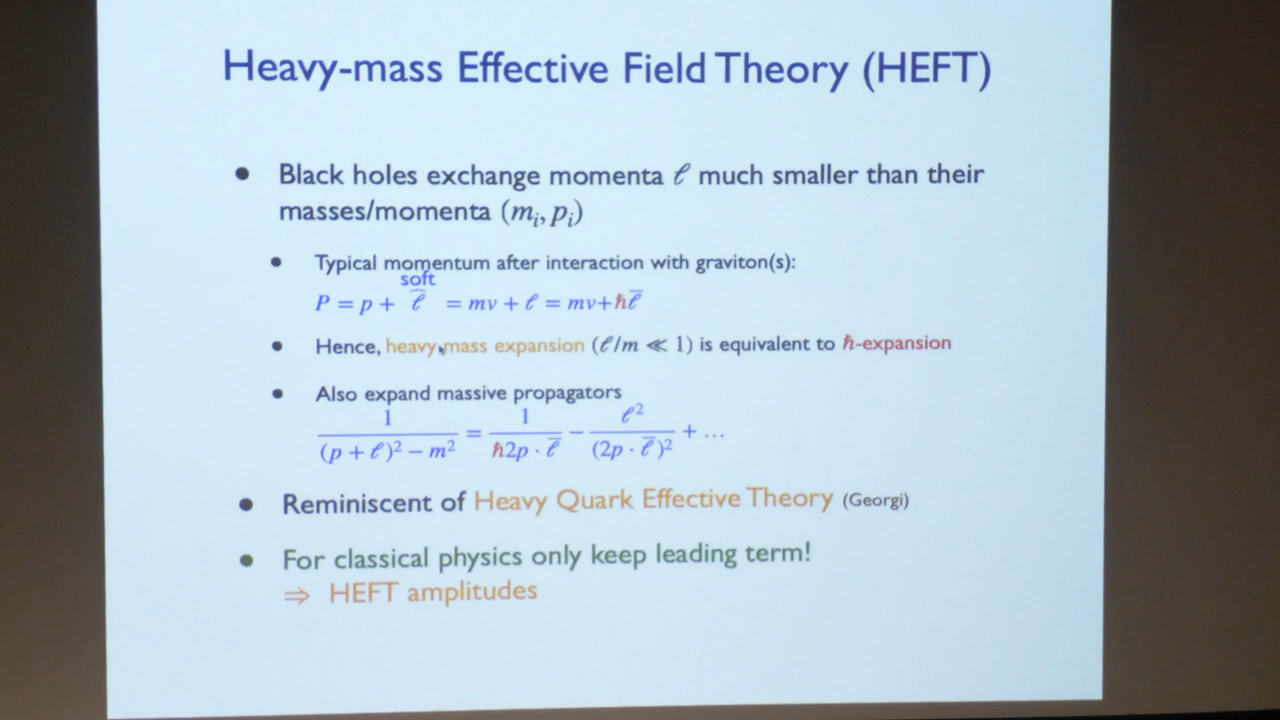 Heavy-mass Effective Field Theory (HEFT)
• Black holes exchange momenta ℓ much smaller than their
masses/momenta (mᵢ, pᵢ)
• Typical momentum after interaction with graviton(s):
soft
P = p + ℓ͡ = mv + ℓ = mv+ħℓ̅
• Hence, heavy mass expansion (ℓ/m ≪ 1) is equivalent to ħ-expansion
• Also expand massive propagators
1/((p + ℓ)² − m²) = 1/(ħ2p · ℓ̅) − ℓ²/(2p · ℓ̅)² + …
• Reminiscent of Heavy Quark Effective Theory (Georgi)
• For classical physics only keep leading term!
⇒ HEFT amplitudes